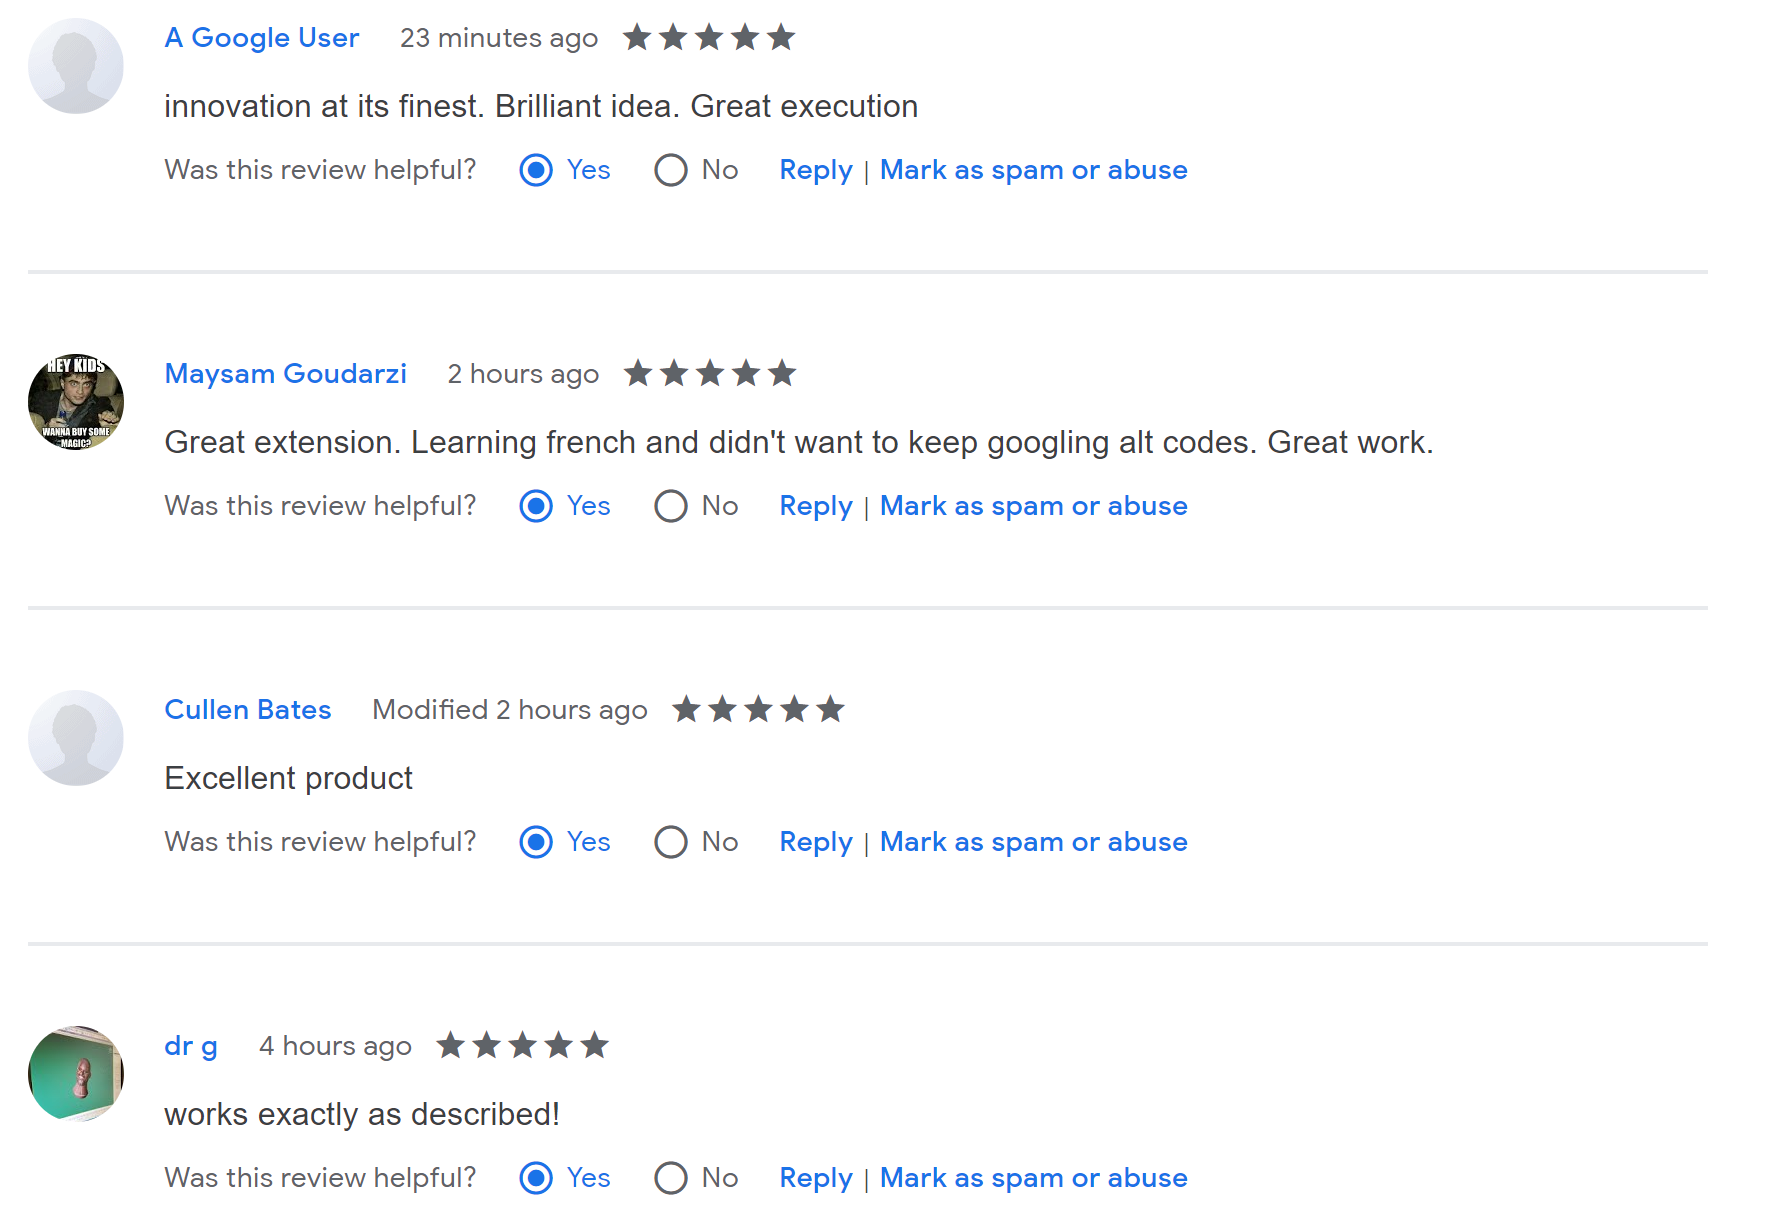 A Google User 23 minutes ago
innovation at its finest. Brilliant idea. Great execution
Was this review helpful? Yes No Reply | Mark as spam or abuse
HEY KIDS
WANNA BUY SOME
MAGIC?
Maysam Goudarzi 2 hours ago
Great extension. Learning french and didn't want to keep googling alt codes. Great work.
Was this review helpful? Yes No Reply | Mark as spam or abuse
Cullen Bates Modified 2 hours ago
Excellent product
Was this review helpful? Yes No Reply | Mark as spam or abuse
dr g 4 hours ago
works exactly as described!
Was this review helpful? Yes No Reply | Mark as spam or abuse